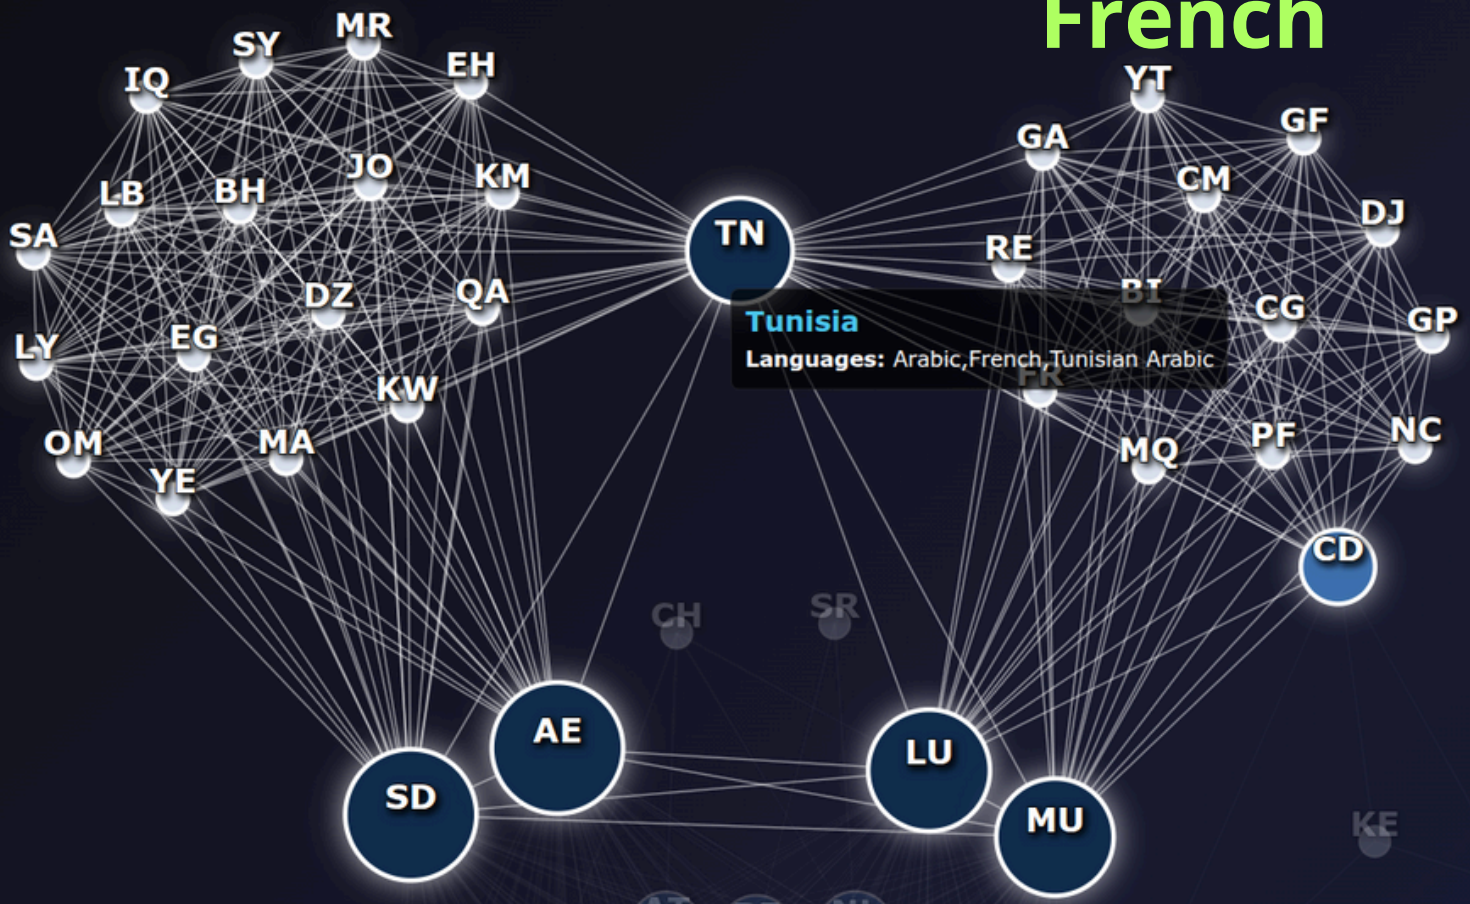 French
MR
SY
EH
IQ
YT
GF
GA
JO
KM
CM
LB
BH
DJ
SA
TN
RE
DZ
QA
BI
CG
GP
Tunisia
EG
LY
Languages: Arabic,French,Tunisian Arabic
FR
KW
OM
MA
MQ
PF
NC
YE
CD
CH
SR
AE
LU
SD
MU
KE